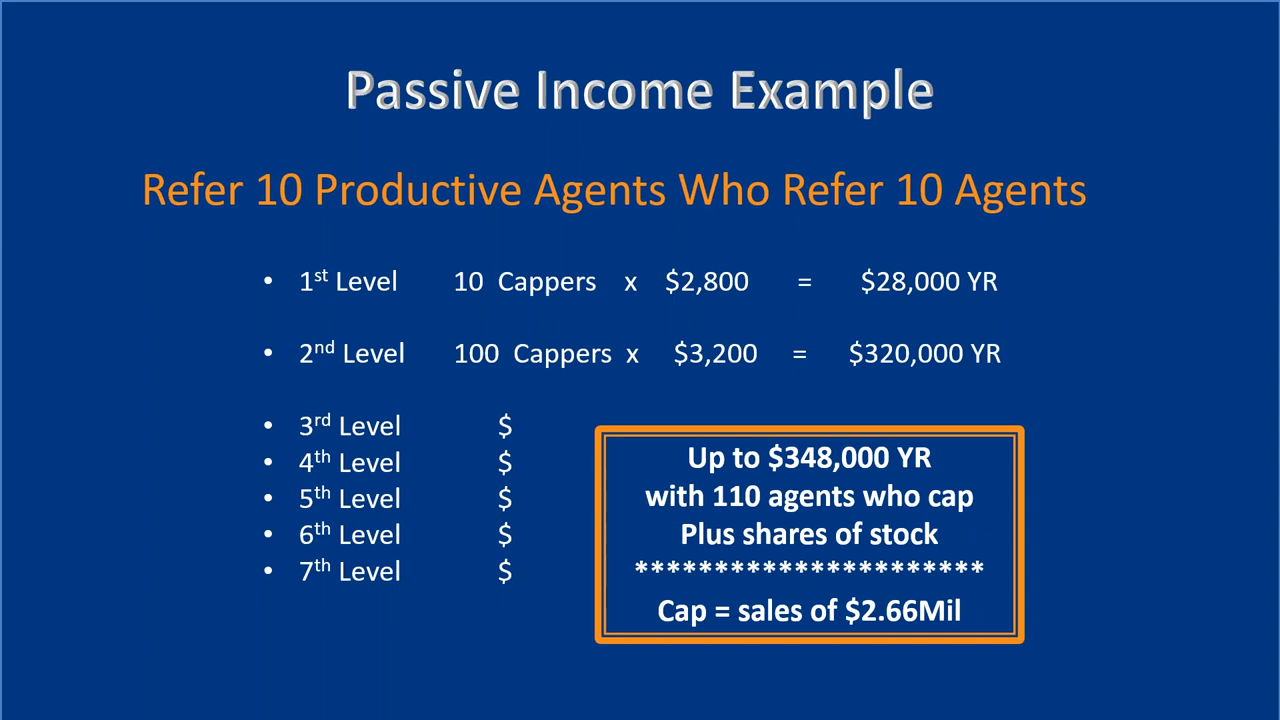 Passive Income Example
Refer 10 Productive Agents Who Refer 10 Agents
• 1st Level 10 Cappers x $2,800 = $28,000 YR
• 2nd Level 100 Cappers x $3,200 = $320,000 YR
• 3rd Level $
• 4th Level $
• 5th Level $
• 6th Level $
• 7th Level $
Up to $348,000 YR
with 110 agents who cap
Plus shares of stock
**********************
Cap = sales of $2.66Mil